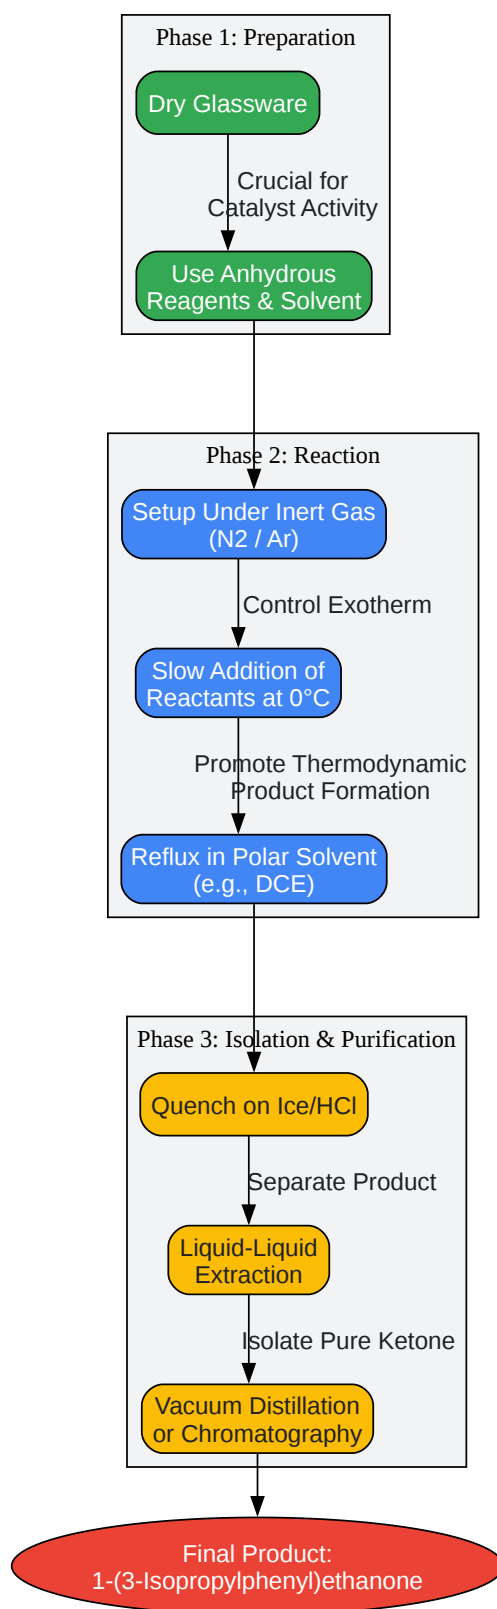 Phase 1: Preparation
Dry Glassware
Crucial for
Catalyst Activity
Use Anhydrous
Reagents & Solvent
Phase 2: Reaction
Setup Under Inert Gas
(N2 / Ar)
Control Exotherm
Slow Addition of
Reactants at 0°C
Promote Thermodynamic
Product Formation
Reflux in Polar Solvent
(e.g., DCE)
Phase 3: Isolation & Purification
Quench on Ice/HCl
Separate Product
Liquid-Liquid
Extraction
Isolate Pure Ketone
Vacuum Distillation
or Chromatography
Final Product:
1-(3-Isopropylphenyl)ethanone